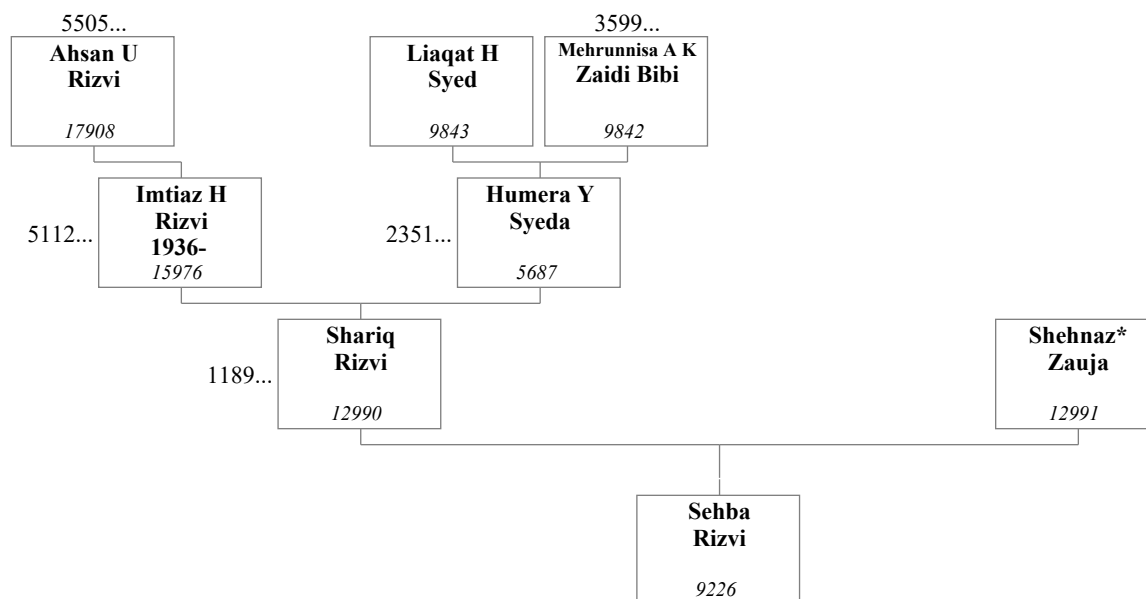 5505...
3599...
Ahsan U
Rizvi
17908
Liaqat H
Syed
9843
Mehrunnisa A K
Zaidi Bibi
9842
5112...
Imtiaz H
Rizvi
1936-
15976
2351...
Humera Y
Syeda
5687
1189...
Shariq
Rizvi
12990
Shehnaz*
Zauja
12991
Sehba
Rizvi
9226